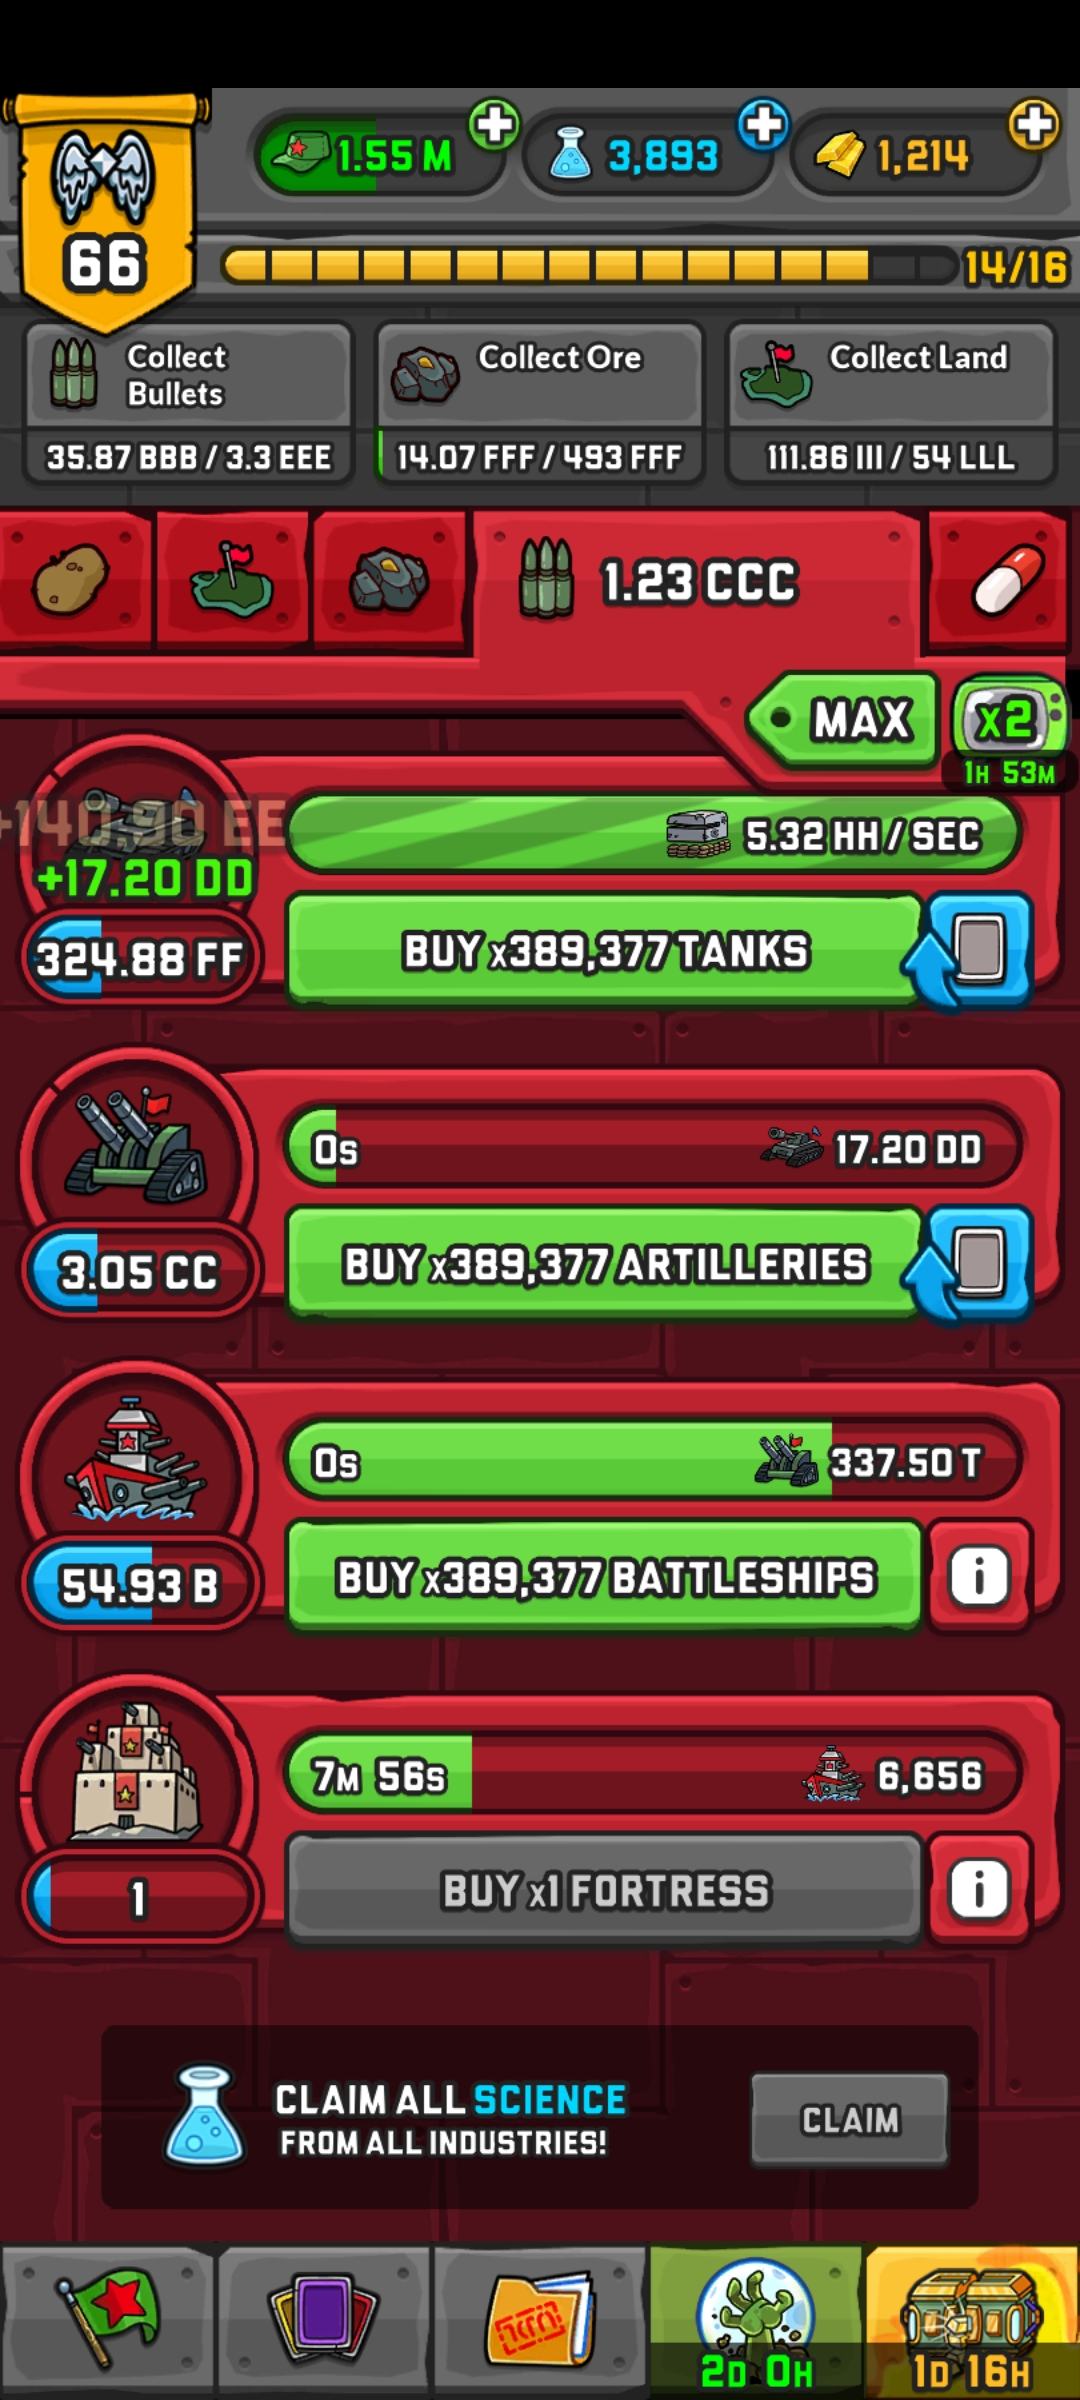 1.55 M
3,893
1,214
66
14/16
Collect
Bullets
35.87 BBB / 3.3 EEE
Collect Ore
14.07 FFF / 493 FFF
Collect Land
111.86 III / 54 LLL
1.23 CCC
MAX
x2
1H 53M
+140.90 EE
+17.20 DD
324.88 FF
5.32 HH / SEC
BUY x389,377 TANKS
0s
17.20 DD
3.05 CC
BUY x389,377 ARTILLERIES
0s
337.50 T
54.93 B
BUY x389,377 BATTLESHIPS
i
7M 56s
6,656
1
BUY x1 FORTRESS
i
CLAIM ALL SCIENCE
FROM ALL INDUSTRIES!
CLAIM
2D 0H
1D 16H